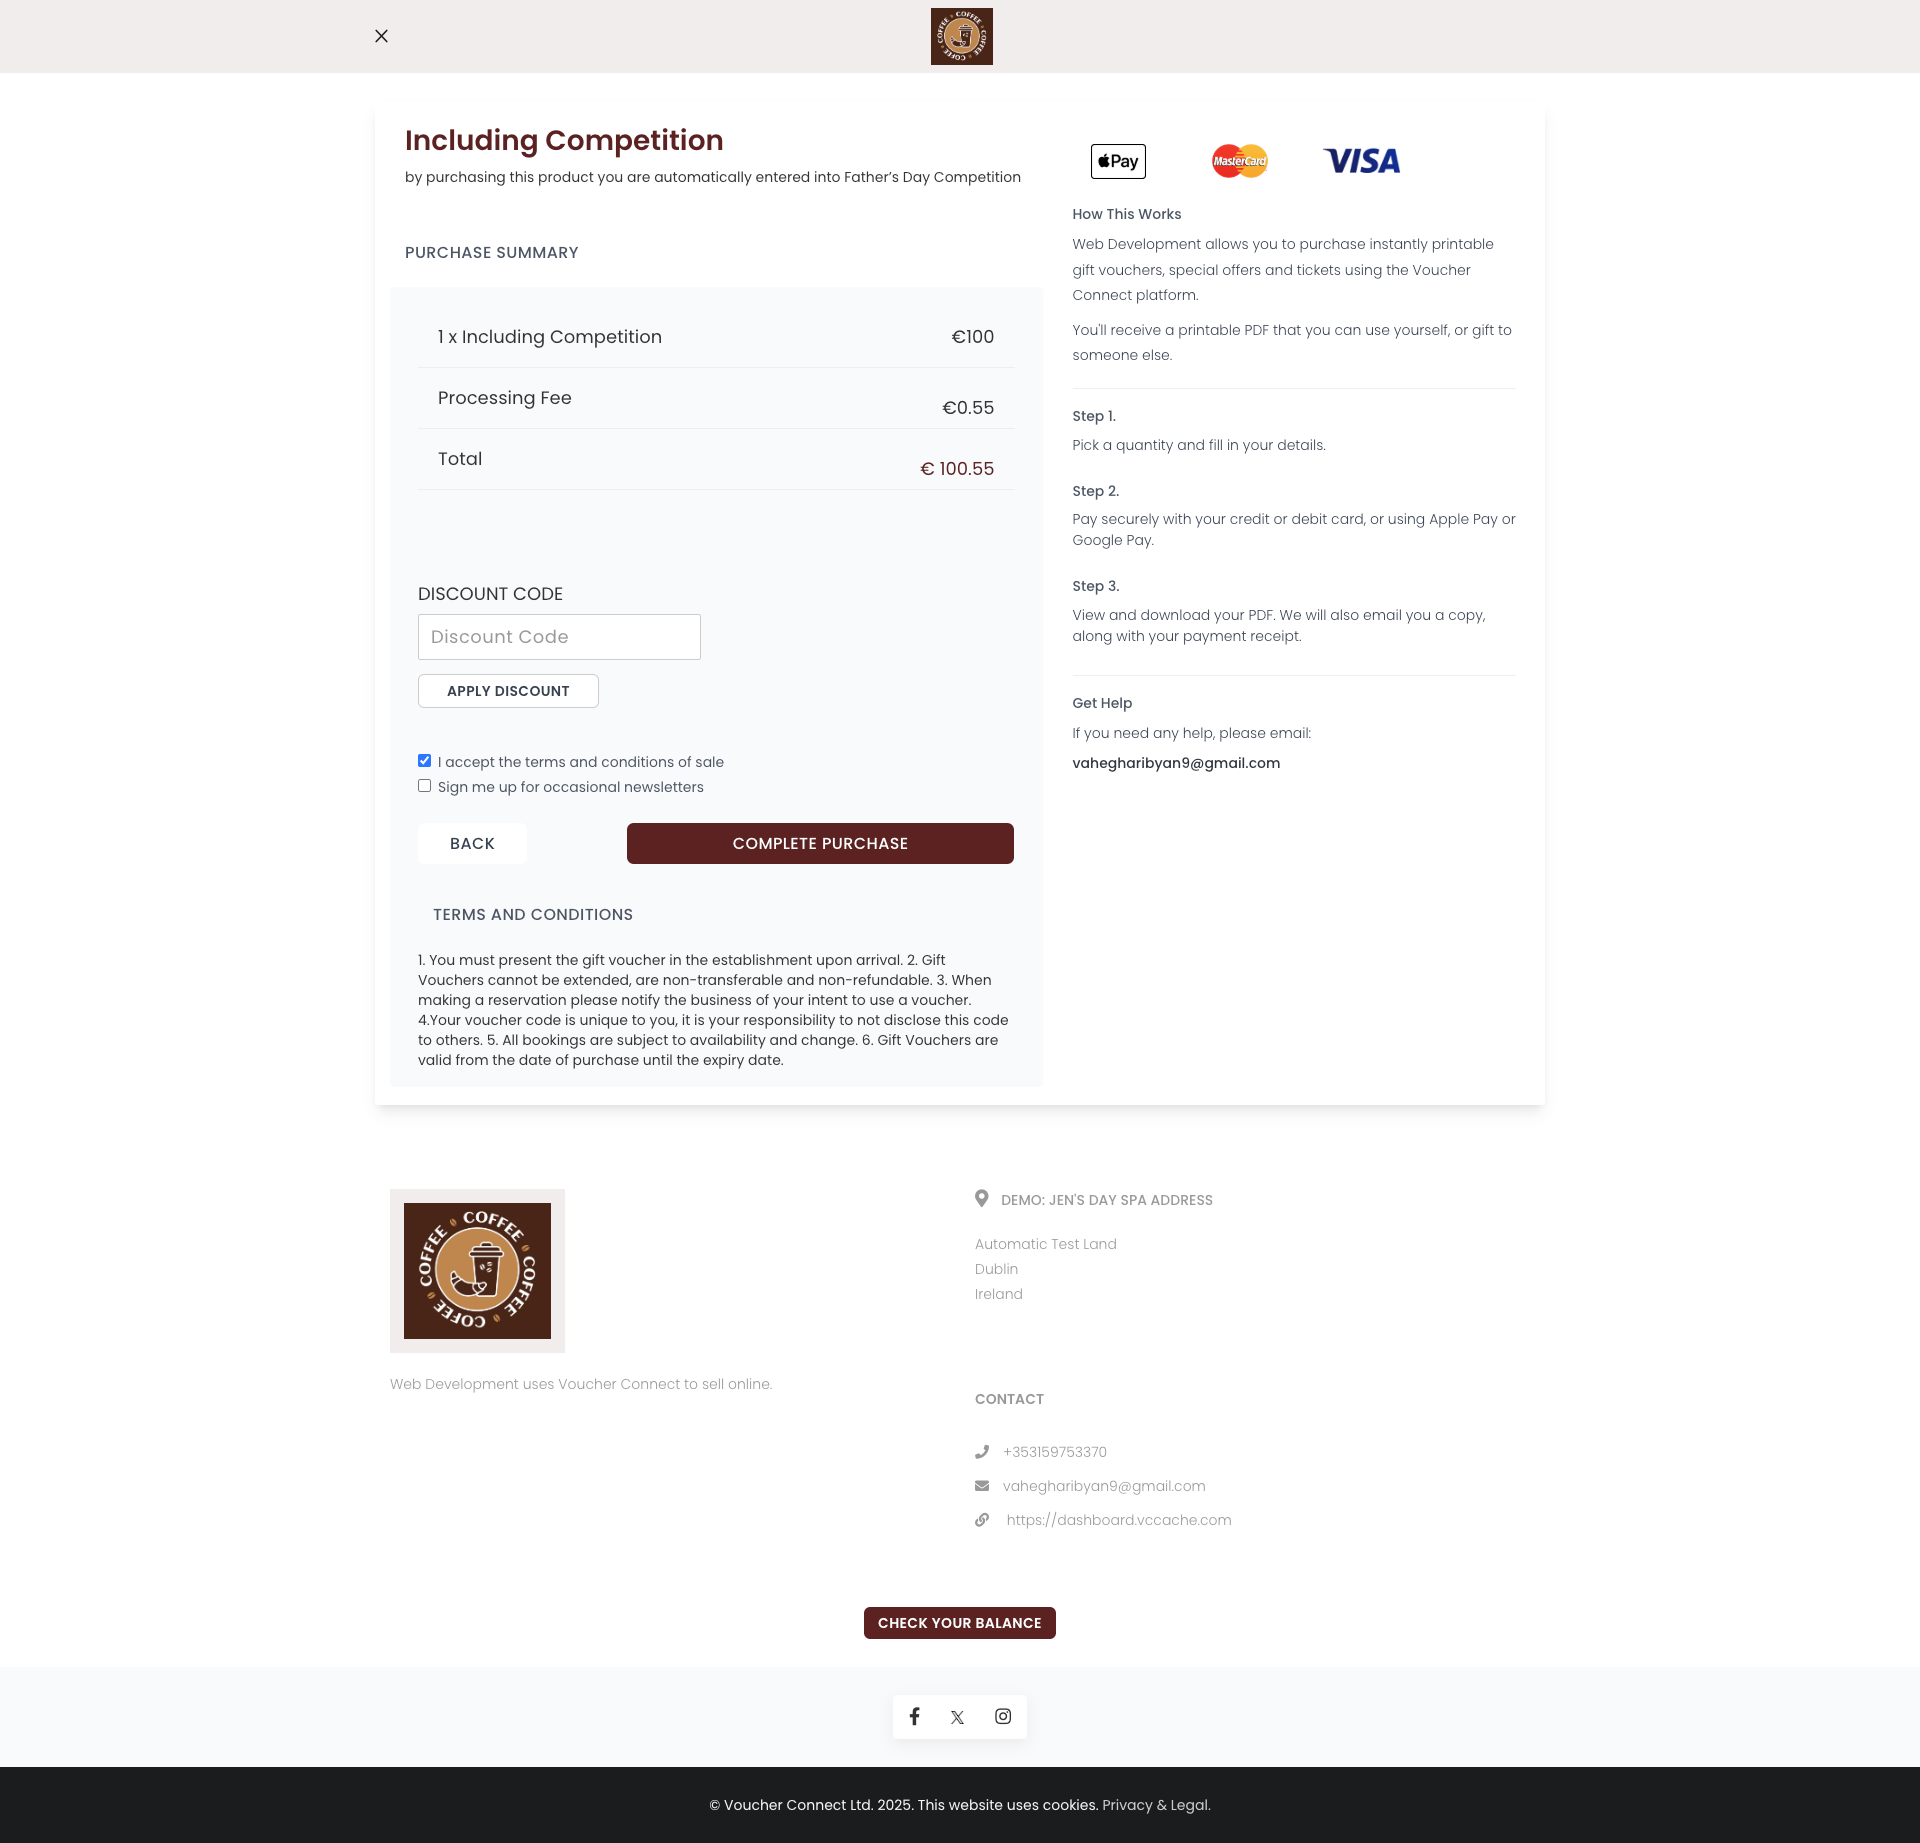 COFFEE COFFEE COFFEE COFFEE
Including Competition
by purchasing this product you are automatically entered into Father’s Day Competition
PURCHASE SUMMARY
1 x Including Competition €100
Processing Fee €0.55
Total € 100.55
DISCOUNT CODE
Discount Code
APPLY DISCOUNT
I accept the terms and conditions of sale
Sign me up for occasional newsletters
BACK COMPLETE PURCHASE
TERMS AND CONDITIONS
1. You must present the gift voucher in the establishment upon arrival. 2. Gift
Vouchers cannot be extended, are non-transferable and non-refundable. 3. When
making a reservation please notify the business of your intent to use a voucher.
4.Your voucher code is unique to you, it is your responsibility to not disclose this code
to others. 5. All bookings are subject to availability and change. 6. Gift Vouchers are
valid from the date of purchase until the expiry date.
Pay MasterCard VISA
How This Works
Web Development allows you to purchase instantly printable
gift vouchers, special offers and tickets using the Voucher
Connect platform.
You'll receive a printable PDF that you can use yourself, or gift to
someone else.
Step 1.
Pick a quantity and fill in your details.
Step 2.
Pay securely with your credit or debit card, or using Apple Pay or
Google Pay.
Step 3.
View and download your PDF. We will also email you a copy,
along with your payment receipt.
Get Help
If you need any help, please email:
vahegharibyan9@gmail.com
COFFEE COFFEE COFFEE COFFEE
Web Development uses Voucher Connect to sell online.
DEMO: JEN'S DAY SPA ADDRESS
Automatic Test Land
Dublin
Ireland
CONTACT
+353159753370
vahegharibyan9@gmail.com
https://dashboard.vccache.com
CHECK YOUR BALANCE
© Voucher Connect Ltd. 2025. This website uses cookies. Privacy & Legal.